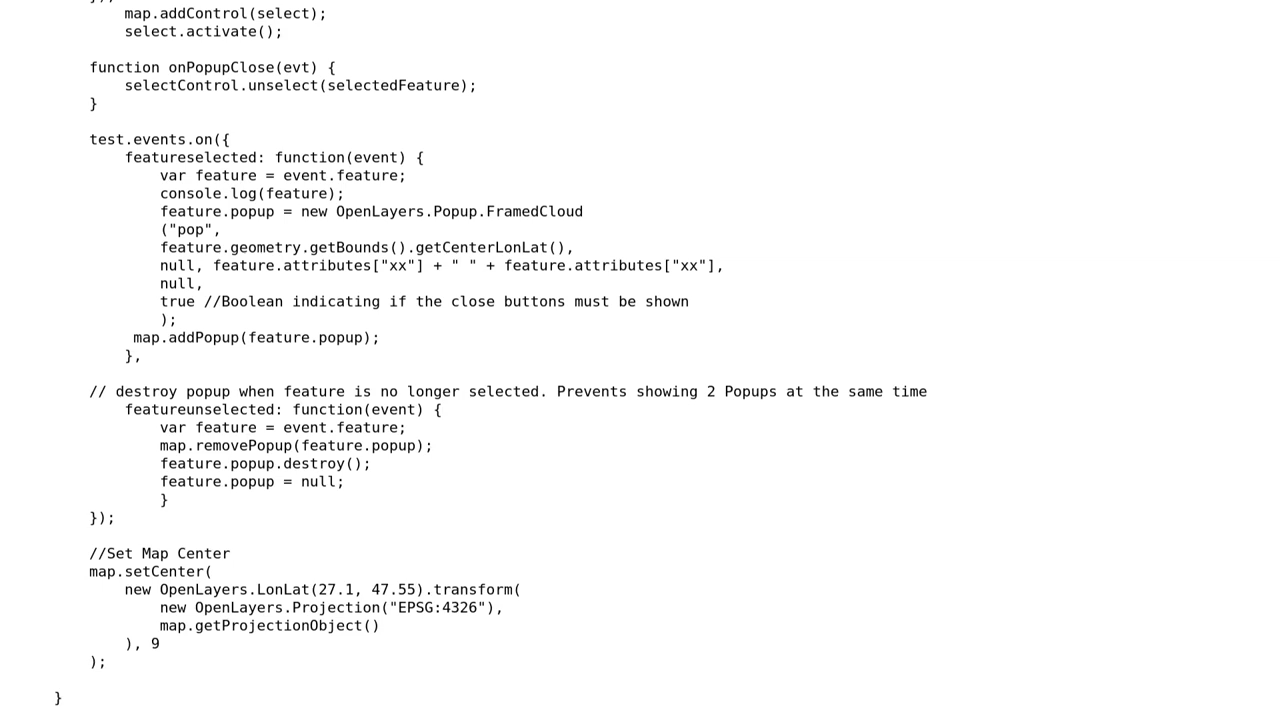 map.addControl(select);
select.activate();
function onPopupClose(evt) {
selectControl.unselect(selectedFeature);
}
test.events.on({
featureselected: function(event) {
var feature = event.feature;
console.log(feature);
feature.popup = new OpenLayers.Popup.FramedCloud
("pop",
feature.geometry.getBounds().getCenterLonLat(),
null, feature.attributes["xx"] + " " + feature.attributes["xx"],
null,
true //Boolean indicating if the close buttons must be shown
);
map.addPopup(feature.popup);
},
// destroy popup when feature is no longer selected. Prevents showing 2 Popups at the same time
featureunselected: function(event) {
var feature = event.feature;
map.removePopup(feature.popup);
feature.popup.destroy();
feature.popup = null;
}
});
//Set Map Center
map.setCenter(
new OpenLayers.LonLat(27.1, 47.55).transform(
new OpenLayers.Projection("EPSG:4326"),
map.getProjectionObject()
), 9
);
}